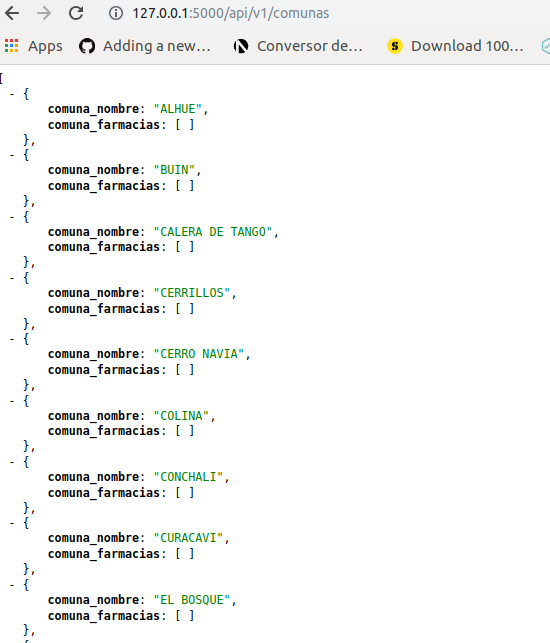 127.0.0.1:5000/api/v1/comunas
Apps Adding a new... Conversor de... Download 100...
[
- {
comuna_nombre: "ALHUE",
comuna_farmacias: [ ]
},
- {
comuna_nombre: "BUIN",
comuna_farmacias: [ ]
},
- {
comuna_nombre: "CALERA DE TANGO",
comuna_farmacias: [ ]
},
- {
comuna_nombre: "CERRILLOS",
comuna_farmacias: [ ]
},
- {
comuna_nombre: "CERRO NAVIA",
comuna_farmacias: [ ]
},
- {
comuna_nombre: "COLINA",
comuna_farmacias: [ ]
},
- {
comuna_nombre: "CONCHALI",
comuna_farmacias: [ ]
},
- {
comuna_nombre: "CURACAVI",
comuna_farmacias: [ ]
},
- {
comuna_nombre: "EL BOSQUE",
comuna_farmacias: [ ]
},